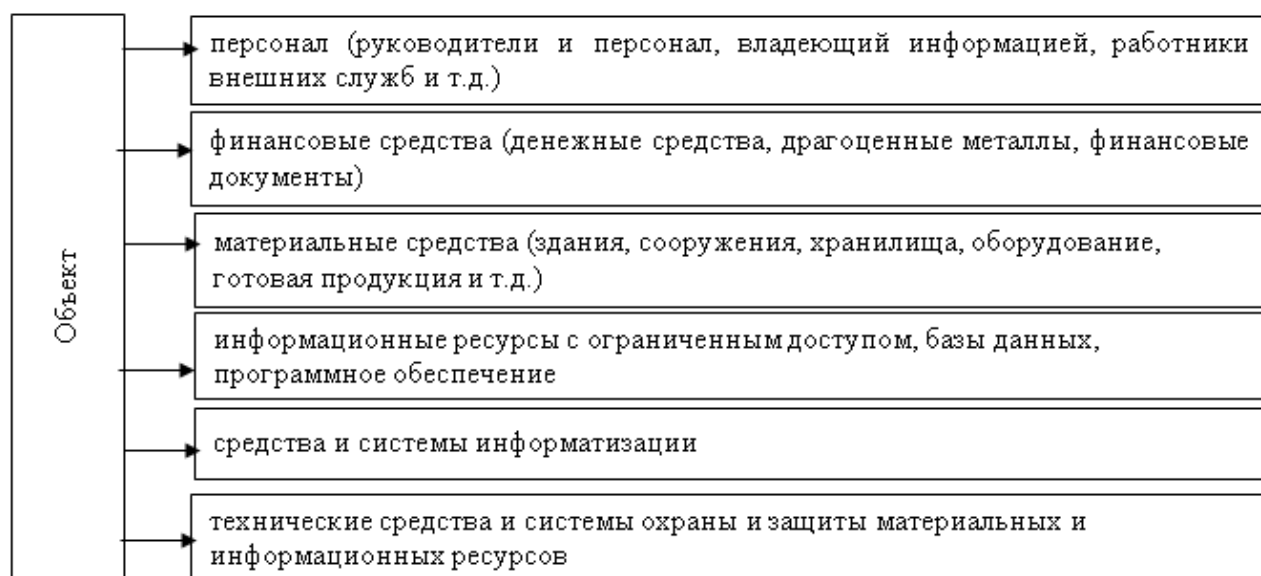 Объект
персонал (руководители и персонал, владеющий информацией, работники
внешних служб и т.д.)
финансовые средства (денежные средства, драгоценные металлы, финансовые
документы)
материальные средства (здания, сооружения, хранилища, оборудование,
готовая продукция и т.д.)
информационные ресурсы с ограниченным доступом, базы данных,
программное обеспечение
средства и системы информатизации
технические средства и системы охраны и защиты материальных и
информационных ресурсов